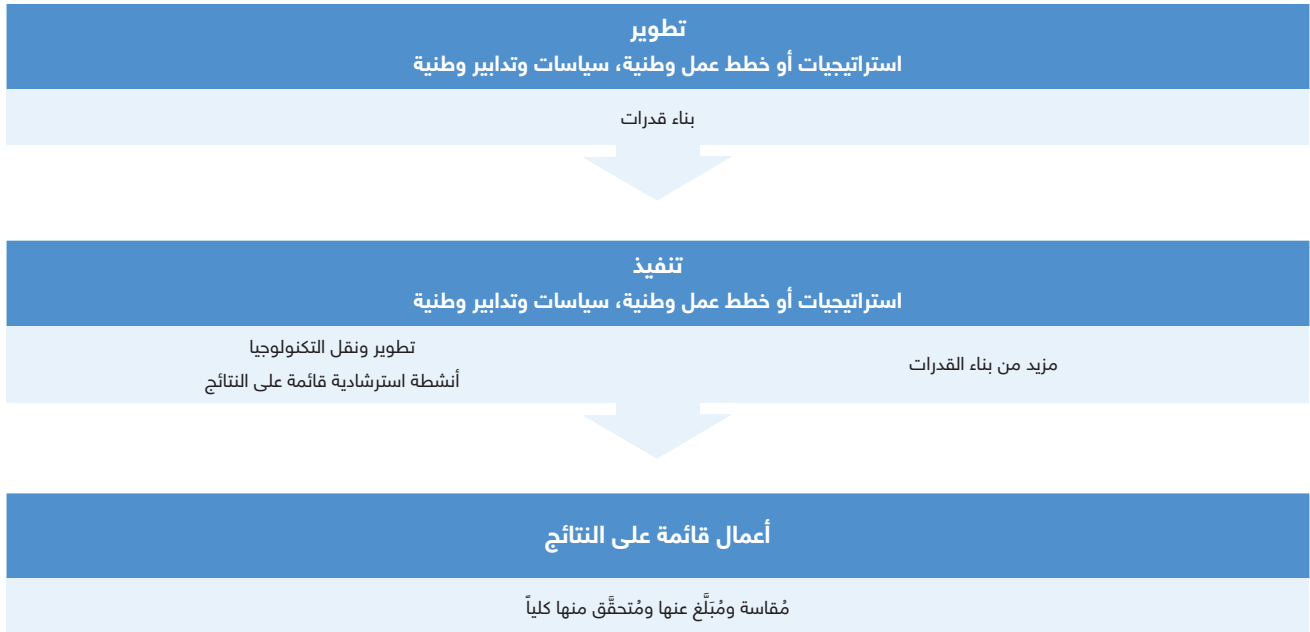 تطوير
استراتيجيات أو خطط عمل وطنية، سياسات وتدابير وطنية
بناء قدرات
تنفيذ
استراتيجيات أو خطط عمل وطنية، سياسات وتدابير وطنية
مزيد من بناء القدرات
تطوير ونقل التكنولوجيا
أنشطة استرشادية قائمة على النتائج
أعمال قائمة على النتائج
مُقاسة ومُبَلَّغ عنها ومُتحقَّق منها كلياً